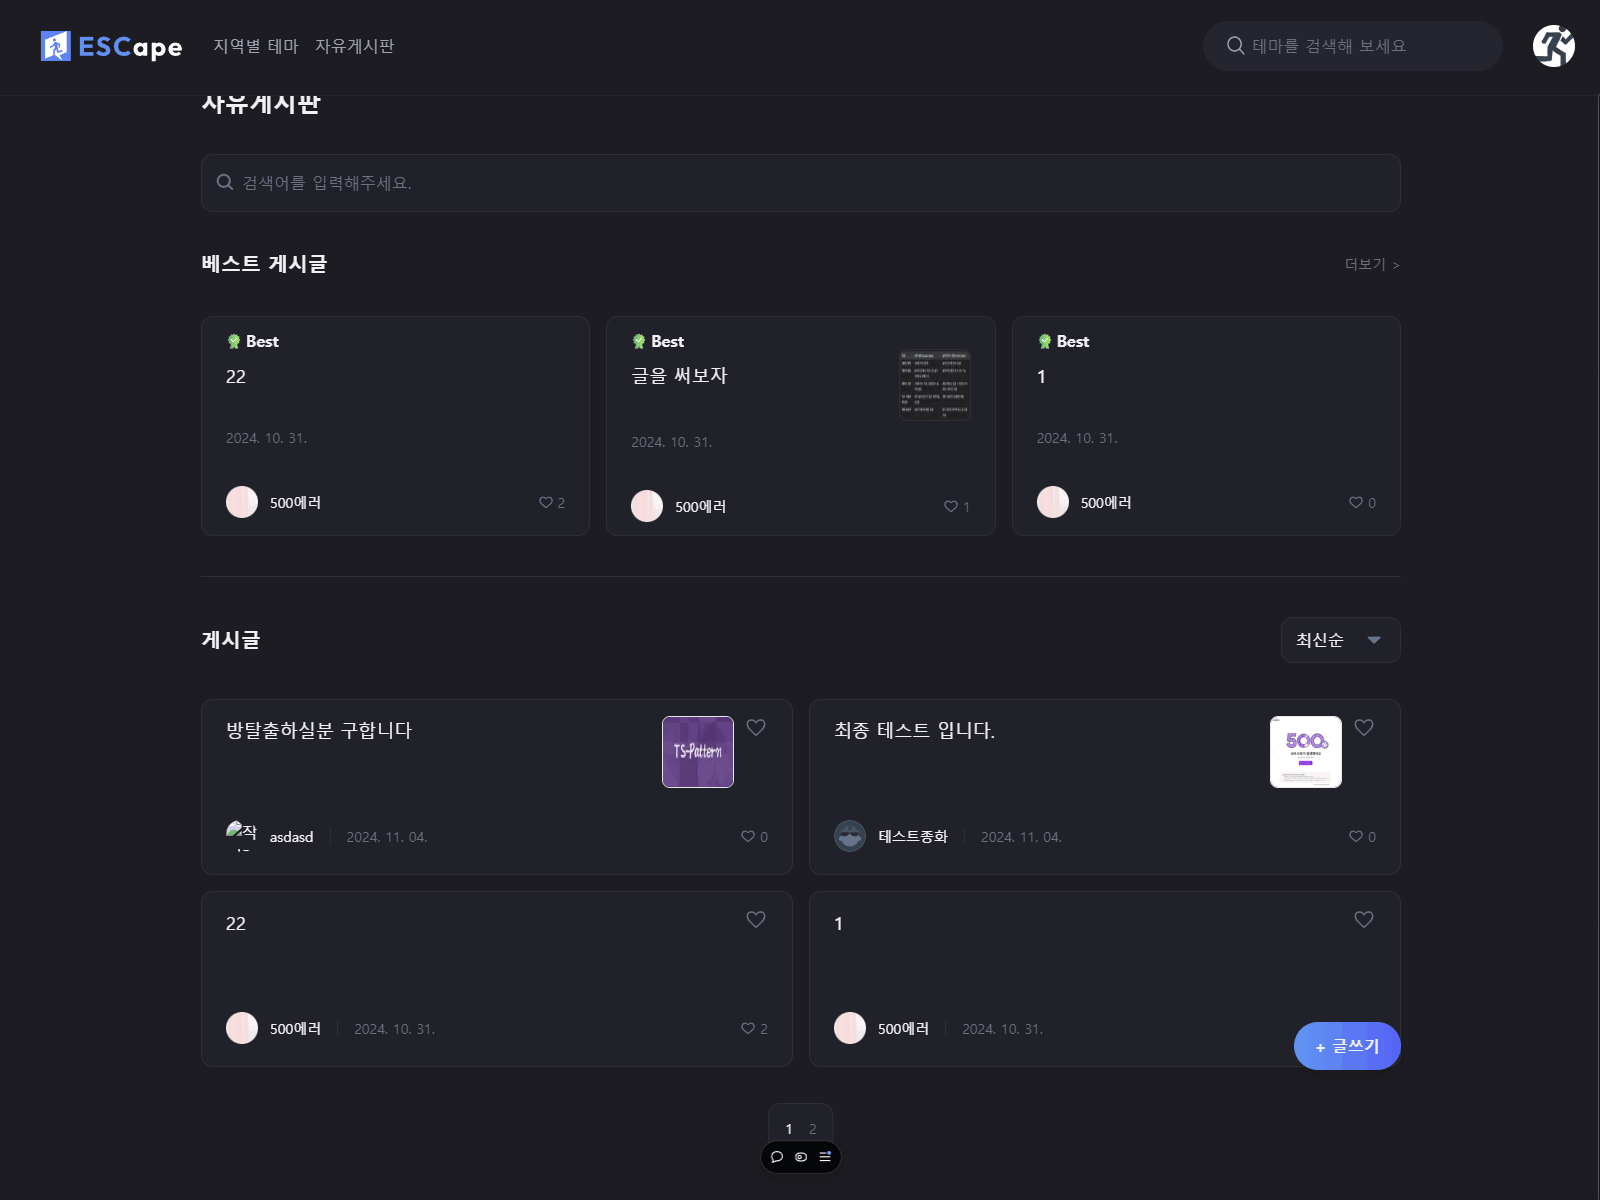 ESCape 지역별 테마 자유게시판 테마를 검색해 보세요
자유게시판
검색어를 입력해주세요.
베스트 게시글 더보기 >
Best
22
2024. 10. 31.
500에러 2
Best
글을 써보자
2024. 10. 31.
500에러 1
Best
1
2024. 10. 31.
500에러 0
게시글 최신순
방탈출하실분 구합니다
TS-Pattern
asdasd 2024. 11. 04. 0
최종 테스트 입니다.
500
테스트종화 2024. 11. 04. 0
22
500에러 2024. 10. 31. 2
1
500에러 2024. 10. 31.
+ 글쓰기
1 2